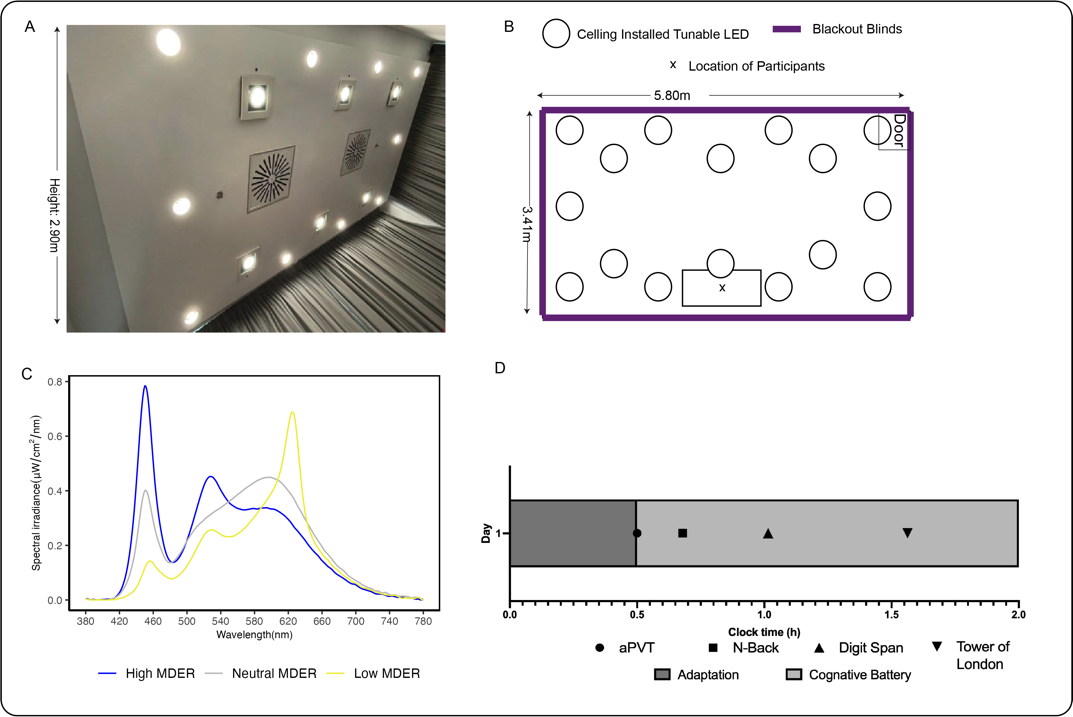 A
Height: 2.90m
B
Celling Installed Tunable LED
Blackout Blinds
x Location of Participants
5.80m
Door
3.41m
x
C
Spectral irradiance(μW/cm²/nm)
0.8
0.6
0.4
0.2
0.0
380 420 460 500 540 580 620 660 700 740 780
Wavelength(nm)
High MDER Neutral MDER Low MDER
D
Day
1
0.0 0.5 1.0 1.5 2.0
Clock time (h)
aPVT N-Back Digit Span Tower of
London
Adaptation Cognative Battery